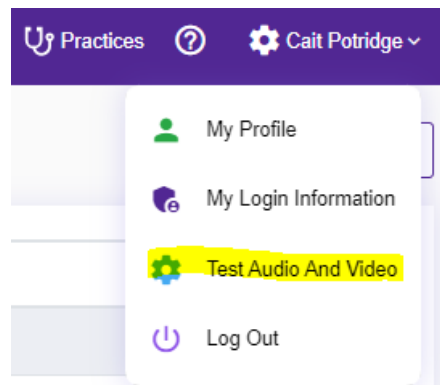 Practices ? Cait Potridge
My Profile
My Login Information
Test Audio And Video
Log Out